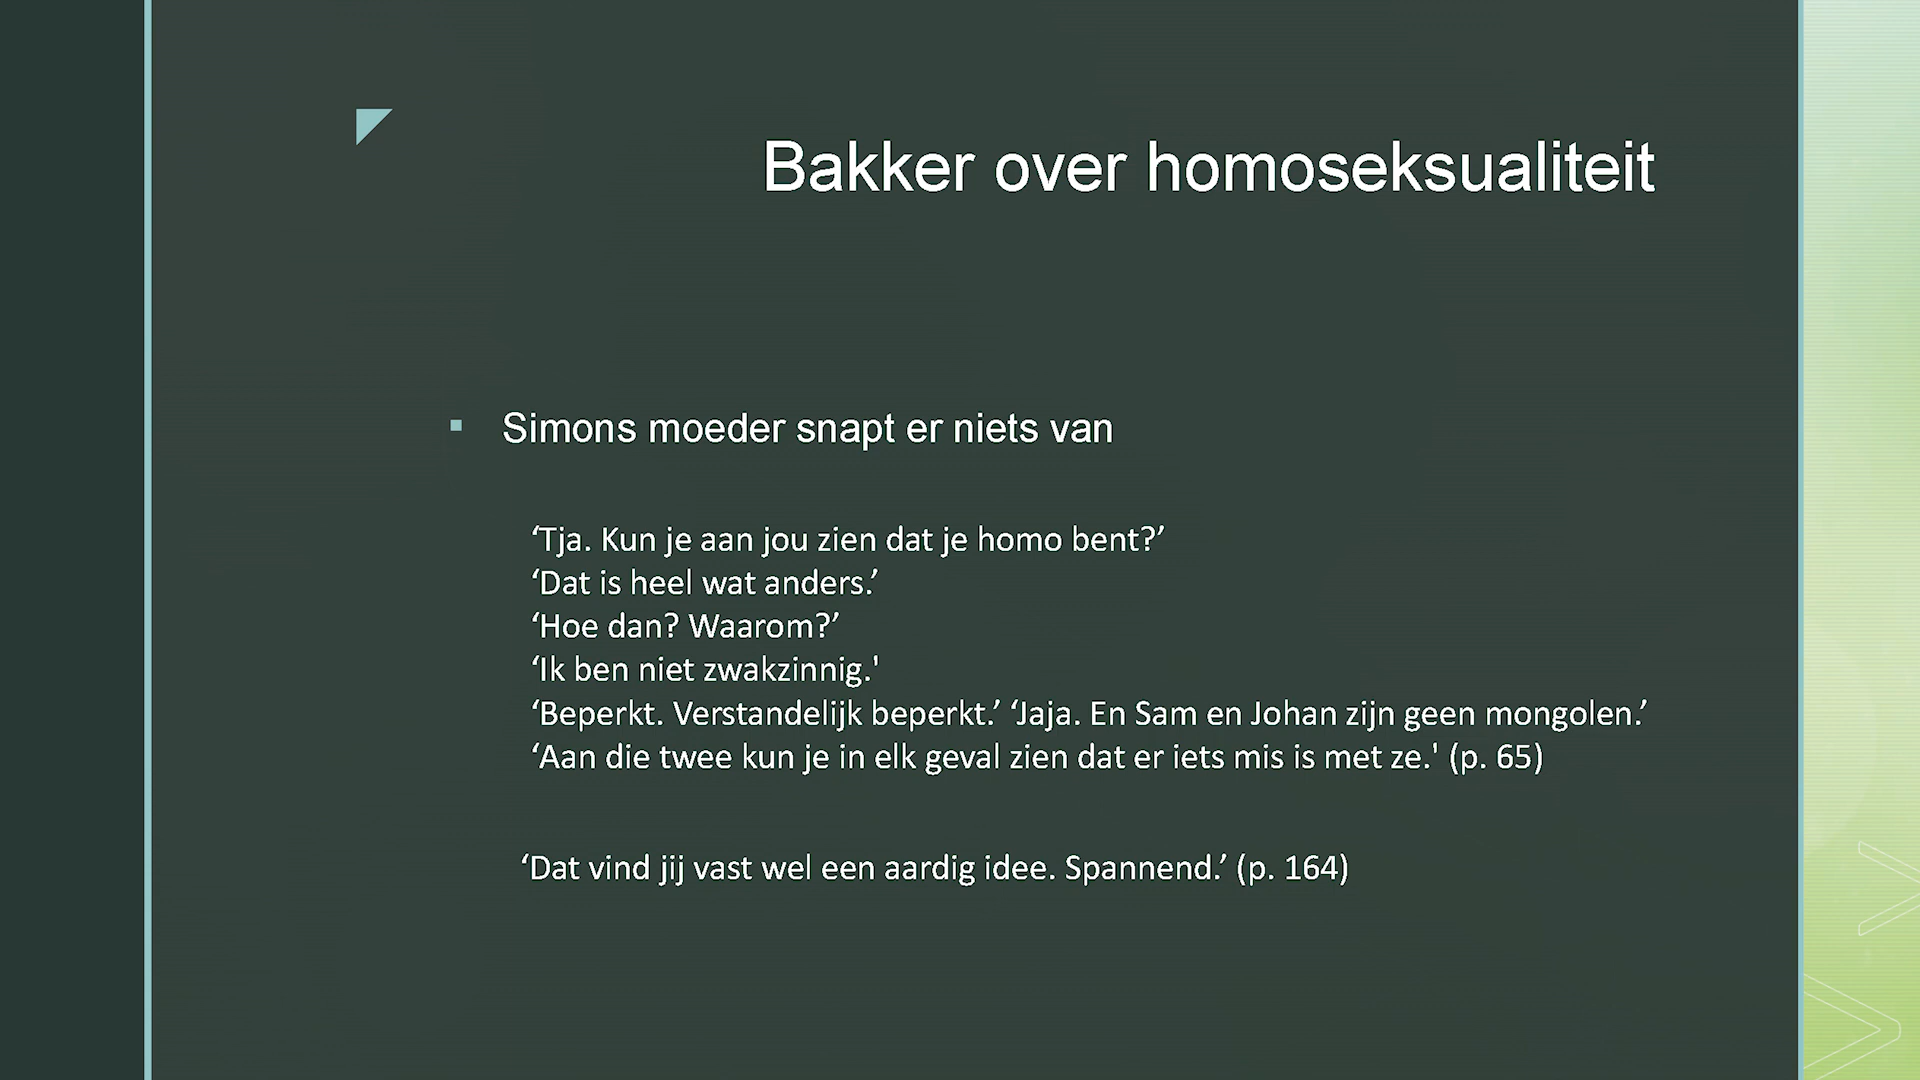 Bakker over homoseksualiteit
▪ Simons moeder snapt er niets van
‘Tja. Kun je aan jou zien dat je homo bent?’
‘Dat is heel wat anders.’
‘Hoe dan? Waarom?’
‘Ik ben niet zwakzinnig.'
‘Beperkt. Verstandelijk beperkt.’ ‘Jaja. En Sam en Johan zijn geen mongolen.’
‘Aan die twee kun je in elk geval zien dat er iets mis is met ze.' (p. 65)
‘Dat vind jij vast wel een aardig idee. Spannend.’ (p. 164)